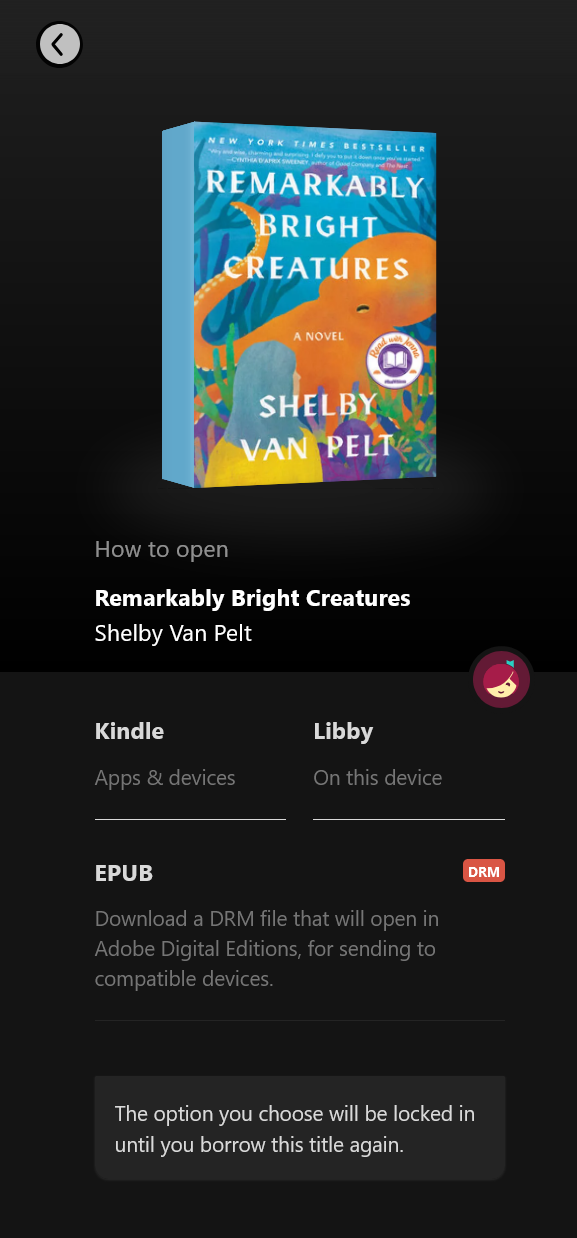 NEW YORK TIMES BESTSELLER
"Very and wise, charming and surprising. I defy you to put it down once you've started."
—CYNTHIA D'APRIX SWEENEY, author of Good Company and The Nest
REMARKABLY
BRIGHT
CREATURES
A NOVEL
Read with Jenna
SHELBY
VAN PELT
How to open
Remarkably Bright Creatures
Shelby Van Pelt
Kindle
Libby
Apps & devices
On this device
EPUB
DRM
Download a DRM file that will open in
Adobe Digital Editions, for sending to
compatible devices.
The option you choose will be locked in
until you borrow this title again.